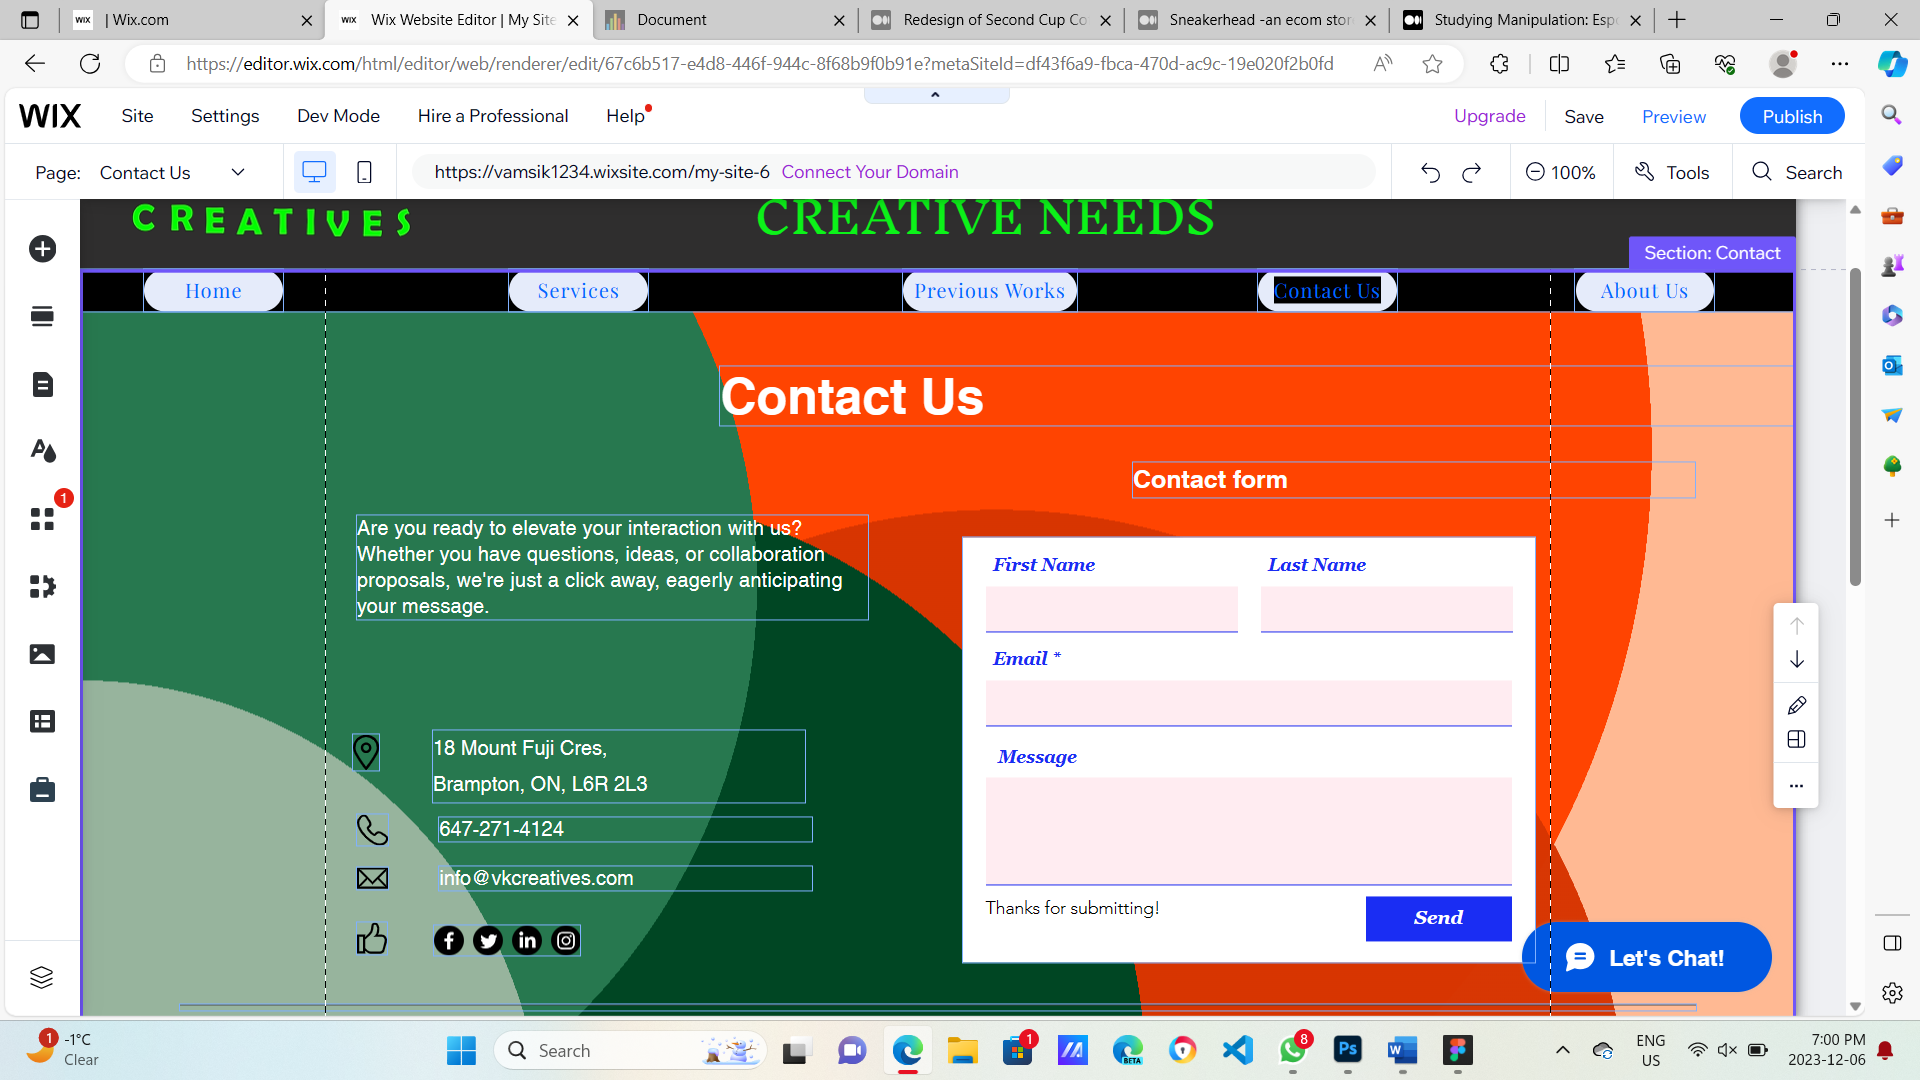 | Wix.com
Wix Website Editor | My Site
Document
Redesign of Second Cup Co
Sneakerhead -an ecom stor
Studying Manipulation: Espe
https://editor.wix.com/html/editor/web/renderer/edit/67c6b517-e4d8-446f-944c-8f68b9f0b91e?metaSiteId=df43f6a9-fbca-470d-ac9c-19e020f2b0fd
WIX
Site
Settings
Dev Mode
Hire a Professional
Help
Upgrade
Save
Preview
Publish
Page: Contact Us
https://vamsik1234.wixsite.com/my-site-6 Connect Your Domain
100%
Tools
Search
CREATIVES
CREATIVE NEEDS
Section: Contact
Home
Services
Previous Works
Contact Us
About Us
Contact Us
Contact form
Are you ready to elevate your interaction with us?
Whether you have questions, ideas, or collaboration
proposals, we're just a click away, eagerly anticipating
your message.
First Name
Last Name
Email *
Message
18 Mount Fuji Cres,
Brampton, ON, L6R 2L3
647-271-4124
info@vkcreatives.com
Thanks for submitting!
Send
Let's Chat!
1
1
-1°C
Clear
Search
1
BETA
8
Ps
W
ENG
US
7:00 PM
2023-12-06